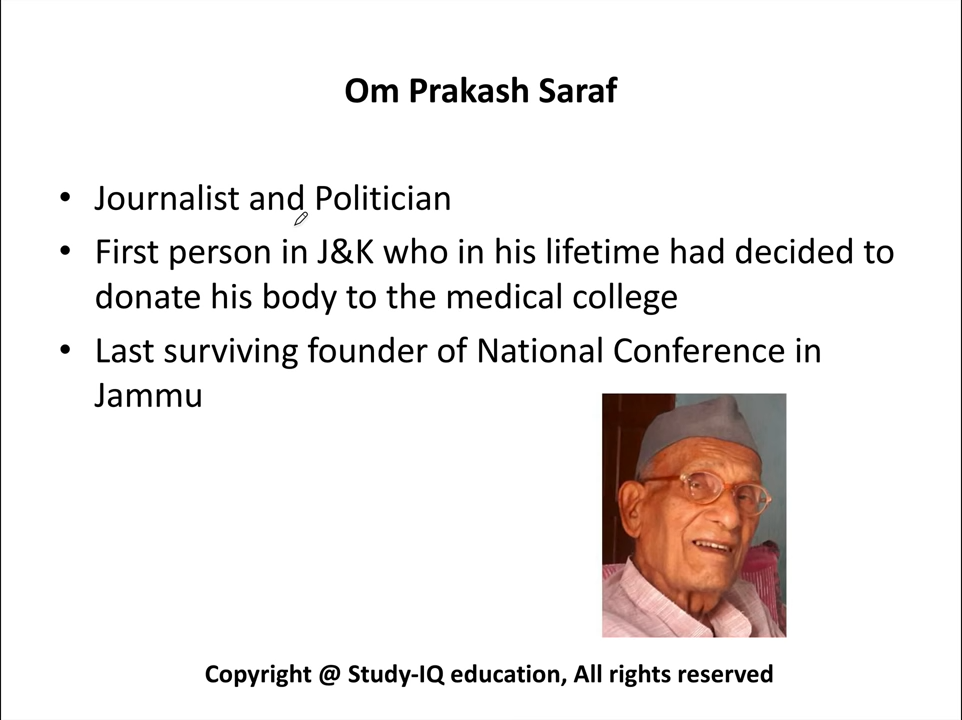 Om Prakash Saraf
• Journalist and Politician
• First person in J&K who in his lifetime had decided to
donate his body to the medical college
• Last surviving founder of National Conference in
Jammu
Copyright @ Study-IQ education, All rights reserved